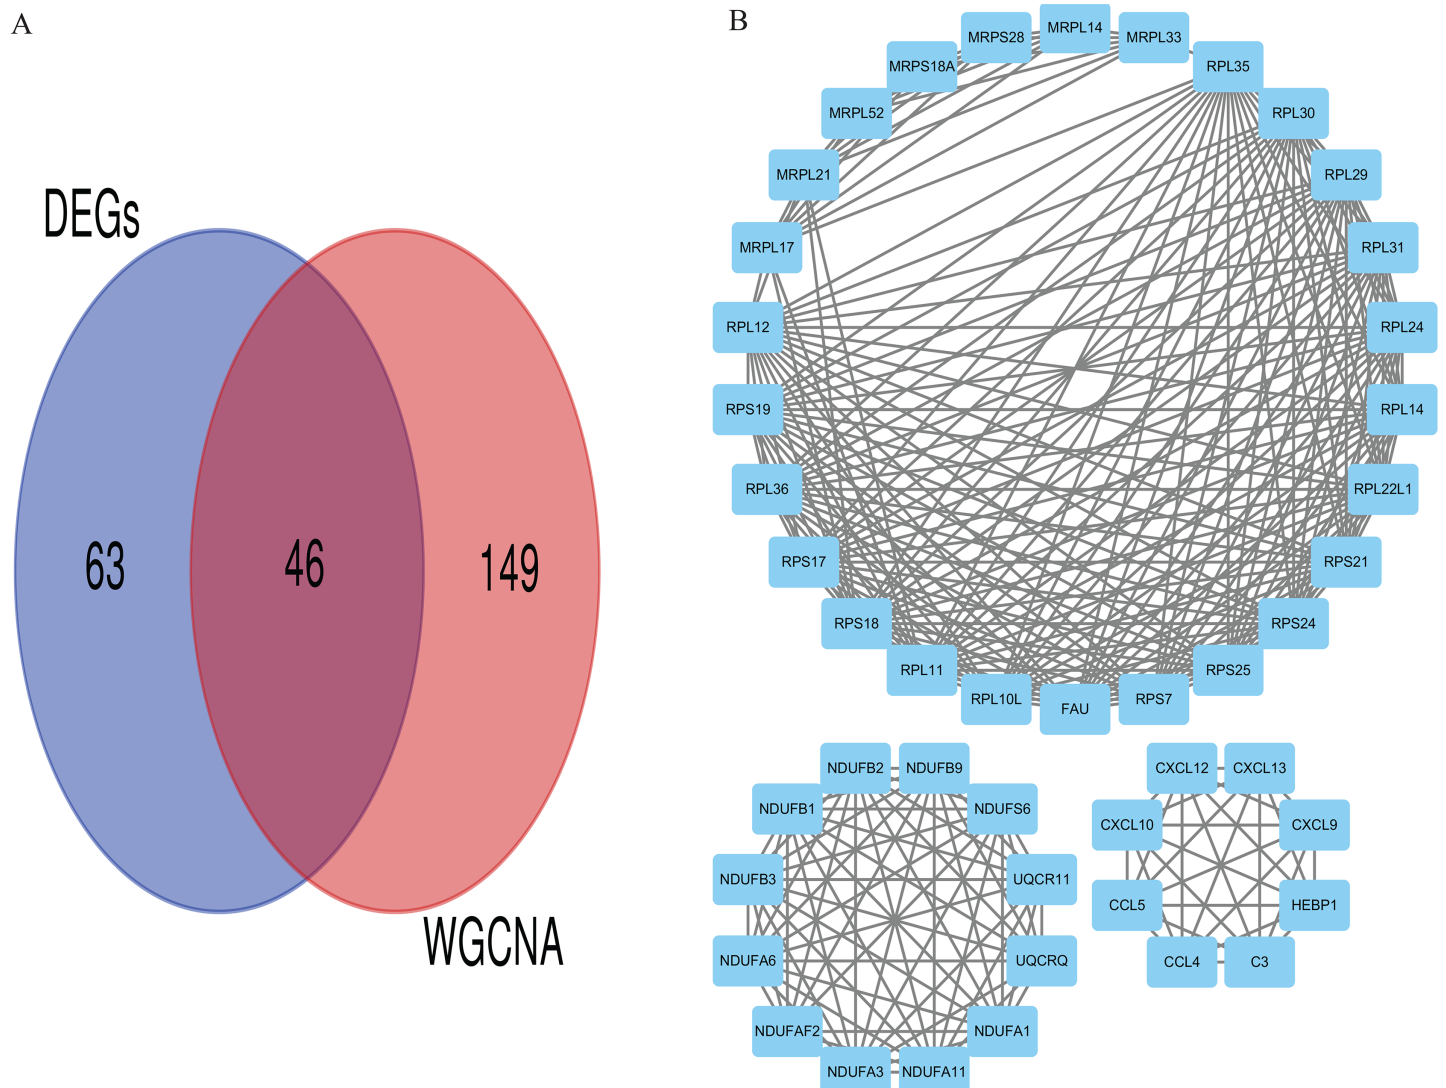 A
DEGs
63
46
149
WGCNA
B
MRPL14
MRPS28
MRPL33
MRPS18A
RPL35
MRPL52
RPL30
MRPL21
RPL29
MRPL17
RPL31
RPL12
RPL24
RPS19
RPL14
RPL36
RPL22L1
RPS17
RPS21
RPS18
RPS24
RPL11
RPS25
RPL10L
FAU
RPS7
NDUFB2
NDUFB9
NDUFB1
NDUFS6
NDUFB3
UQCR11
NDUFA6
UQCRQ
NDUFAF2
NDUFA1
NDUFA3
NDUFA11
CXCL12
CXCL13
CXCL10
CXCL9
CCL5
HEBP1
CCL4
C3